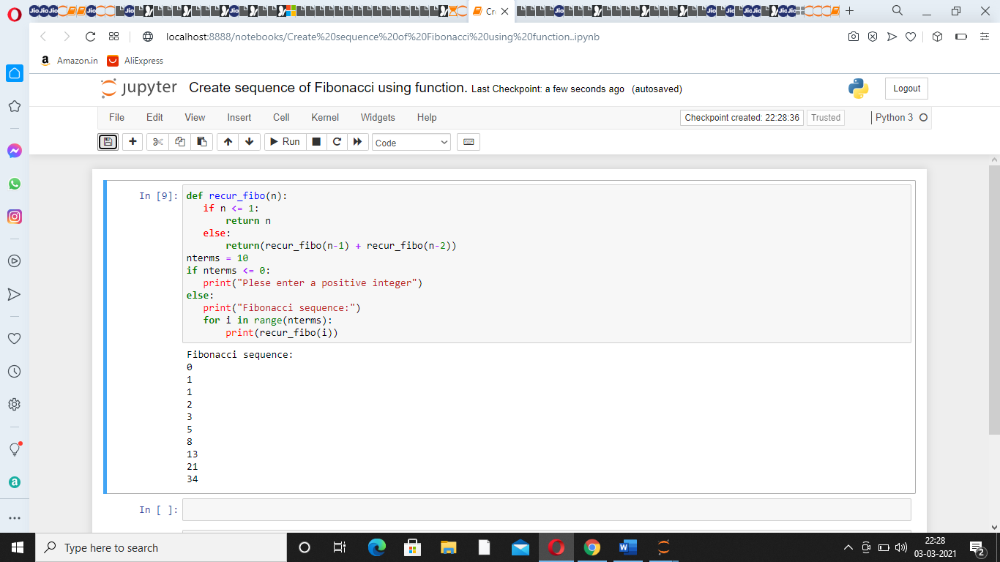 Cr
localhost:8888/notebooks/Create%20sequence%20of%20Fibonacci%20using%20function..ipynb
a Amazon.in AliExpress
jupyter Create sequence of Fibonacci using function. Last Checkpoint: a few seconds ago (autosaved) Logout
File Edit View Insert Cell Kernel Widgets Help Checkpoint created: 22:28:36 Trusted Python 3
Run Code
In [9]: def recur_fibo(n):
if n <= 1:
return n
else:
return(recur_fibo(n-1) + recur_fibo(n-2))
nterms = 10
if nterms <= 0:
print("Plese enter a positive integer")
else:
print("Fibonacci sequence:")
for i in range(nterms):
print(recur_fibo(i))
Fibonacci sequence:
0
1
1
2
3
5
8
13
21
34
In [ ]:
Type here to search
22:28
03-03-2021
2